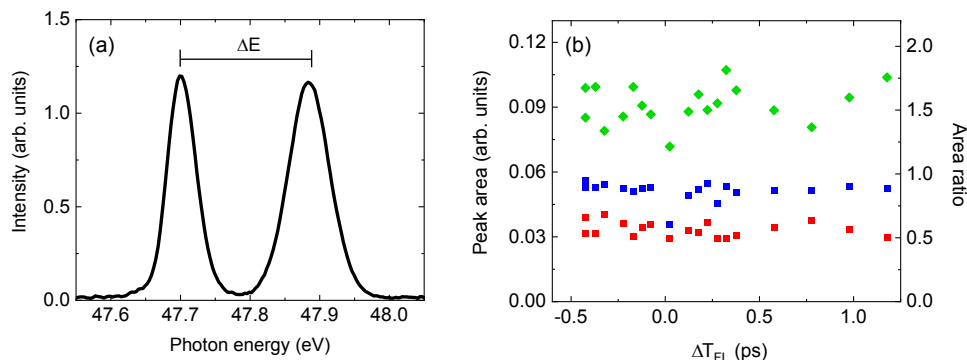 (a)
ΔE
1.5
1.0
0.5
0.0
Intensity (arb. units)
47.6 47.7 47.8 47.9 48.0
Photon energy (eV)
(b)
0.12
0.09
0.06
0.03
0.00
Peak area (arb. units)
2.0
1.5
1.0
0.5
0.0
Area ratio
-0.5 0.0 0.5 1.0
ΔT_EL (ps)